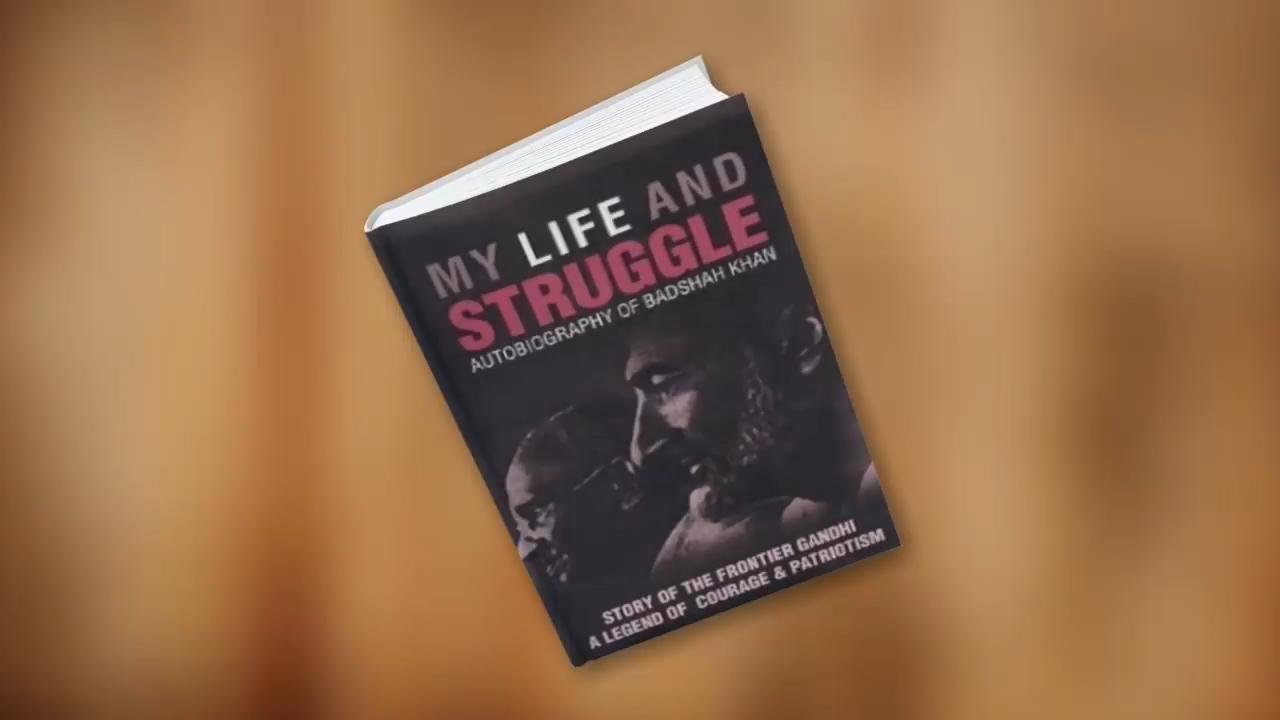 MY LIFE AND
STRUGGLE
AUTOBIOGRAPHY OF BADSHAH KHAN
STORY OF THE FRONTIER GANDHI
A LEGEND OF COURAGE & PATRIOTISM